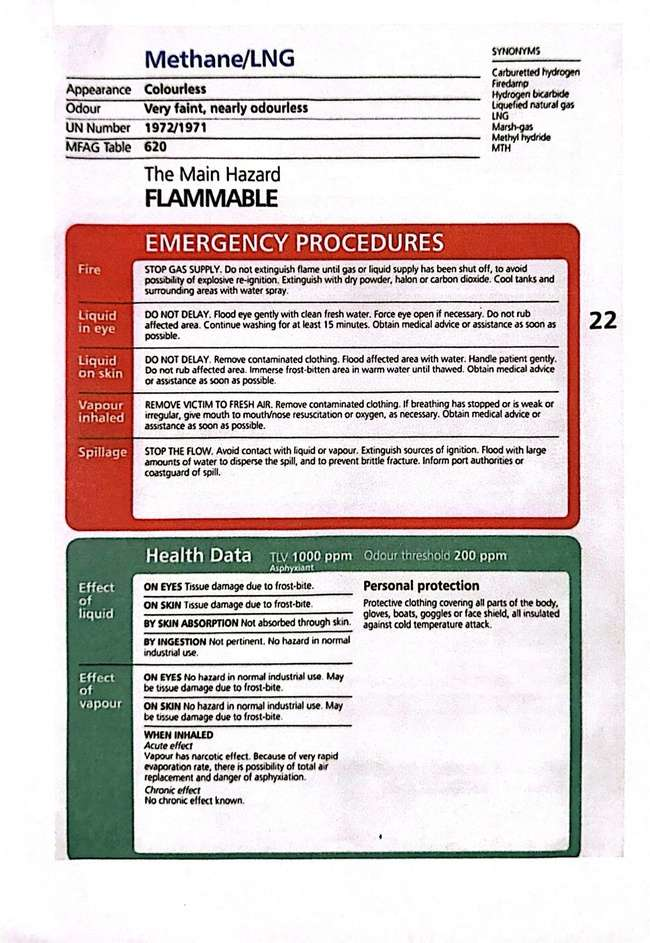 Methane/LNG
SYNONYMS
Carburetted hydrogen
Firedamp
Hydrogen bicarbide
Liquefied natural gas
LNG
Marsh-gas
Methyl hydride
MTH
Appearance Colourless
Odour Very faint, nearly odourless
UN Number 1972/1971
MFAG Table 620
The Main Hazard
FLAMMABLE
EMERGENCY PROCEDURES
Fire
STOP GAS SUPPLY. Do not extinguish flame until gas or liquid supply has been shut off, to avoid
possibility of explosive re-ignition. Extinguish with dry powder, halon or carbon dioxide. Cool tanks and
surrounding areas with water spray.
Liquid
in eye
DO NOT DELAY. Flood eye gently with clean fresh water. Force eye open if necessary. Do not rub
affected area. Continue washing for at least 15 minutes. Obtain medical advice or assistance as soon as
possible.
22
Liquid
on skin
DO NOT DELAY. Remove contaminated clothing. Flood affected area with water. Handle patient gently.
Do not rub affected area. Immerse frost-bitten area in warm water until thawed. Obtain medical advice
or assistance as soon as possible.
Vapour
inhaled
REMOVE VICTIM TO FRESH AIR. Remove contaminated clothing. If breathing has stopped or is weak or
irregular, give mouth to mouth/nose resuscitation or oxygen, as necessary. Obtain medical advice or
assistance as soon as possible.
Spillage
STOP THE FLOW. Avoid contact with liquid or vapour. Extinguish sources of ignition. Flood with large
amounts of water to disperse the spill, and to prevent brittle fracture. Inform port authorities or
coastguard of spill.
Health Data TLV 1000 ppm Odour threshold 200 ppm
Asphyxiant
Effect
of
liquid
ON EYES Tissue damage due to frost-bite.
ON SKIN Tissue damage due to frost-bite.
BY SKIN ABSORPTION Not absorbed through skin.
BY INGESTION Not pertinent. No hazard in normal
industrial use.
Personal protection
Protective clothing covering all parts of the body,
gloves, boats, goggles or face shield, all insulated
against cold temperature attack.
Effect
of
vapour
ON EYES No hazard in normal industrial use. May
be tissue damage due to frost-bite.
ON SKIN No hazard in normal industrial use. May
be tissue damage due to frost-bite.
WHEN INHALED
Acute effect
Vapour has narcotic effect. Because of very rapid
evaporation rate, there is possibility of total air
replacement and danger of asphyxiation.
Chronic effect
No chronic effect known.